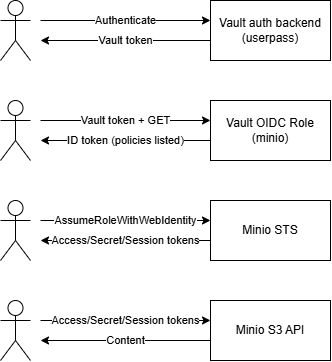 Authenticate
Vault token
Vault auth backend
(userpass)
Vault token + GET
ID token (policies listed)
Vault OIDC Role
(minio)
AssumeRoleWithWebIdentity
Access/Secret/Session tokens
Minio STS
Access/Secret/Session tokens
Content
Minio S3 API